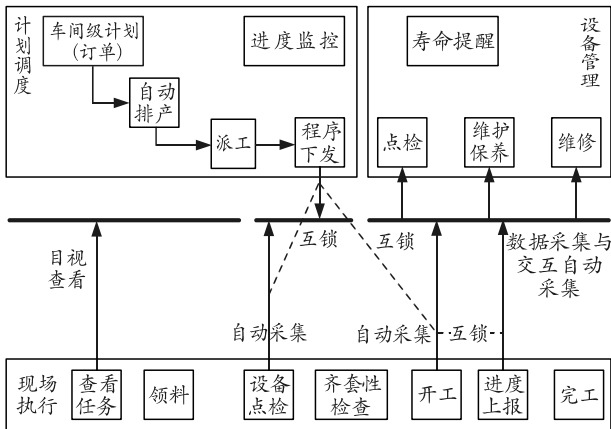 计划调度
车间级计划
(订单)
进度监控
自动
排产
派工
程序
下发
设备管理
寿命提醒
点检
维护
保养
维修
目视
查看
互锁
互锁
数据采集与
交互自动
采集
自动采集
自动采集
互锁
现场
执行
查看
任务
领料
设备
点检
齐套性
检查
开工
进度
上报
完工